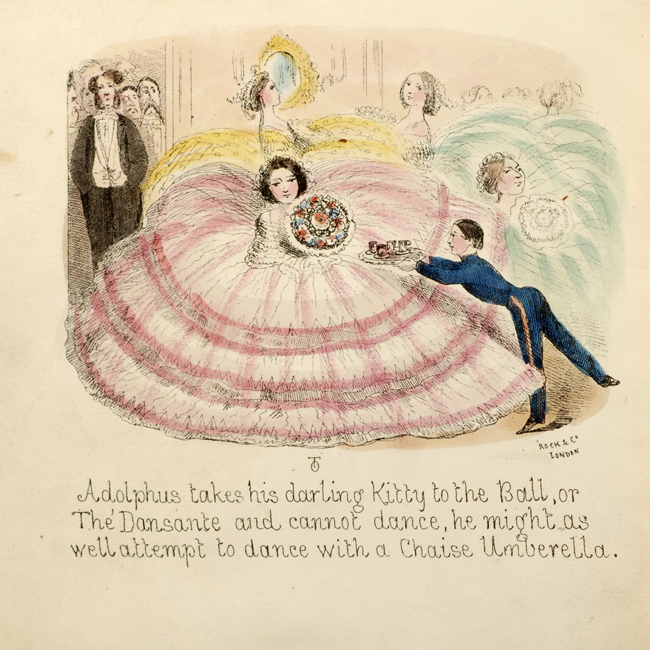 ROCK & Co
LONDON
Adolphus takes his darling Kitty to the Ball, or
Thé Dansante and cannot dance, he might as
well attempt to dance with a Chaise Umberella.